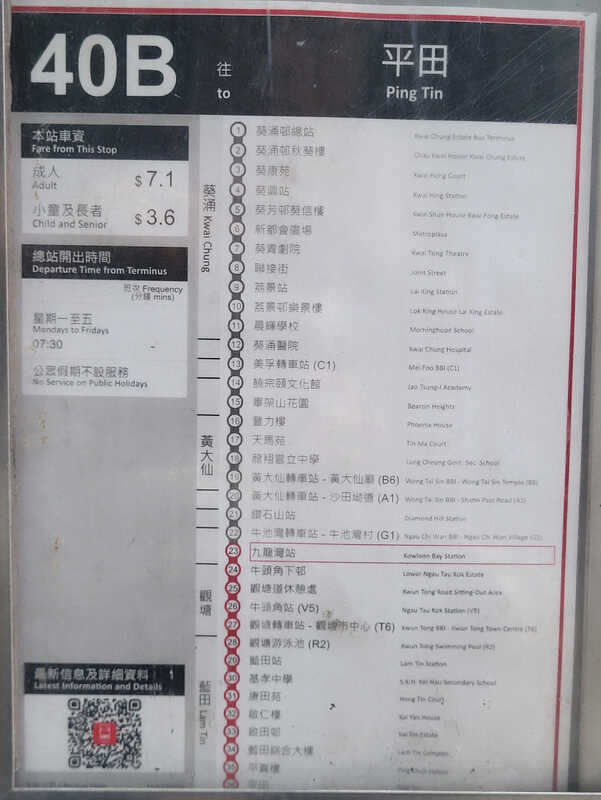 40B
往
to
平田
Ping Tin
本站車資
Fare from This Stop
成人
Adult
$7.1
小童及長者
Child and Senior
$3.6
總站開出時間
Departure Time from Terminus
班次 Frequency
(分鐘 mins)
星期一至五
Mondays to Fridays
07:30 -
公眾假期不設服務
No Service on Public Holidays
最新信息及詳細資料 1
Latest Information and Details
葵涌 Kwai Chung
黃大仙
觀塘
藍田 Lam Tin
1 葵涌邨總站 Kwai Chung Estate Bus Terminus
2 葵涌邨秋葵樓 Chau Kwai House Kwai Chung Estate
3 葵康苑 Kwai Hong Court
4 葵興站 Kwai Hing Station
5 葵芳邨葵信樓 Kwai Shun House Kwai Fong Estate
6 新都會廣場 Metroplaza
7 葵青劇院 Kwai Tsing Theatre
8 聯接街 Joint Street
9 荔景站 Lai King Station
10 荔景邨樂景樓 Lok King House Lai King Estate
11 晨暉學校 Morninghope School
12 葵涌醫院 Kwai Chung Hospital
13 美孚轉車站 (C1) Mei Foo BBI (C1)
14 饒宗頤文化館 Jao Tsung-I Academy
15 畢架山花園 Beacon Heights
16 豐力樓 Phoenix House
17 天馬苑 Tin Ma Court
18 龍翔官立中學 Lung Cheung Govt. Sec. School
19 黃大仙轉車站 - 黃大仙廟 (B6) Wong Tai Sin BBI - Wong Tai Sin Temple (B6)
20 黃大仙轉車站 - 沙田坳道 (A1) Wong Tai Sin BBI - Shatin Pass Road (A1)
21 鑽石山站 Diamond Hill Station
22 牛池灣轉車站 - 牛池灣村 (G1) Ngau Chi Wan BBI - Ngau Chi Wan Village (G1)
23 九龍灣站 Kowloon Bay Station
24 牛頭角下邨 Lower Ngau Tau Kok Estate
25 觀塘道休憩處 Kwun Tong Road Sitting-Out Area
26 牛頭角站 (V5) Ngau Tau Kok Station (V5)
27 觀塘轉車站 - 觀塘市中心 (T6) Kwun Tong BBI - Kwun Tong Town Centre (T6)
28 觀塘游泳池 (R2) Kwun Tong Swimming Pool (R2)
29 藍田站 Lam Tin Station
30 基孝中學 S.K.H. Kei Hau Secondary School
31 康田苑 Hong Tin Court
32 啟仁樓 Kai Yan House
33 啟田邨 Kai Tin Estate
34 藍田綜合大樓 Lam Tin Complex
35 平真樓
36 平田